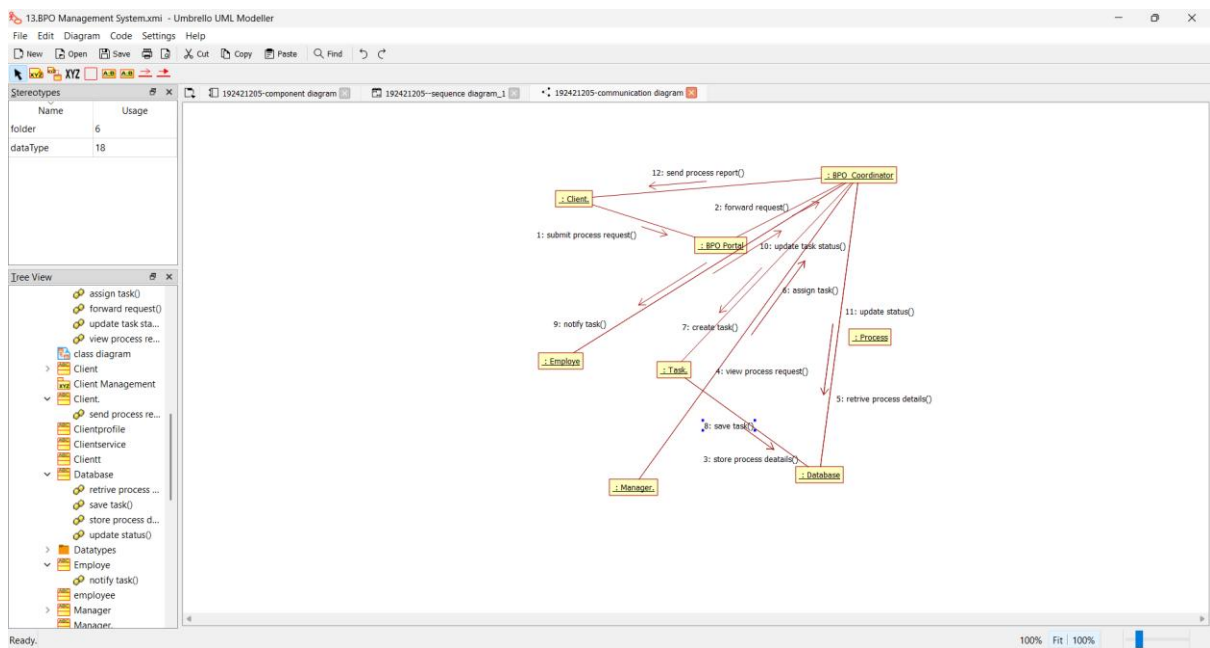 13.BPO Management System.xmi - Umbrello UML Modeller
File Edit Diagram Code Settings Help
New Open Save Cut Copy Paste Find
XYZ XYZ A:B A:B
Stereotypes
192421205-component diagram 192421205--sequence diagram_1 192421205-communication diagram
Name Usage
folder 6
dataType 18
Tree View
assign task()
forward request()
update task sta...
view process re...
class diagram
Client
Client Management
Client.
send process re...
Clientprofile
Clientservice
Clientt
Database
retrive process ...
save task()
store process d...
update status()
Datatypes
Employe
notify task()
employee
Manager
Manager.
12: send process report()
: BPO Coordinator
: Client.
2: forward request()
1: submit process request()
: BPO Portal
10: update task status()
6: assign task()
11: update status()
9: notify task()
7: create task()
: Process
: Employe
: Task.
4: view process request()
5: retrive process details()
8: save task()
3: store process deatails()
: Database
: Manager.
Ready.
100% Fit 100%